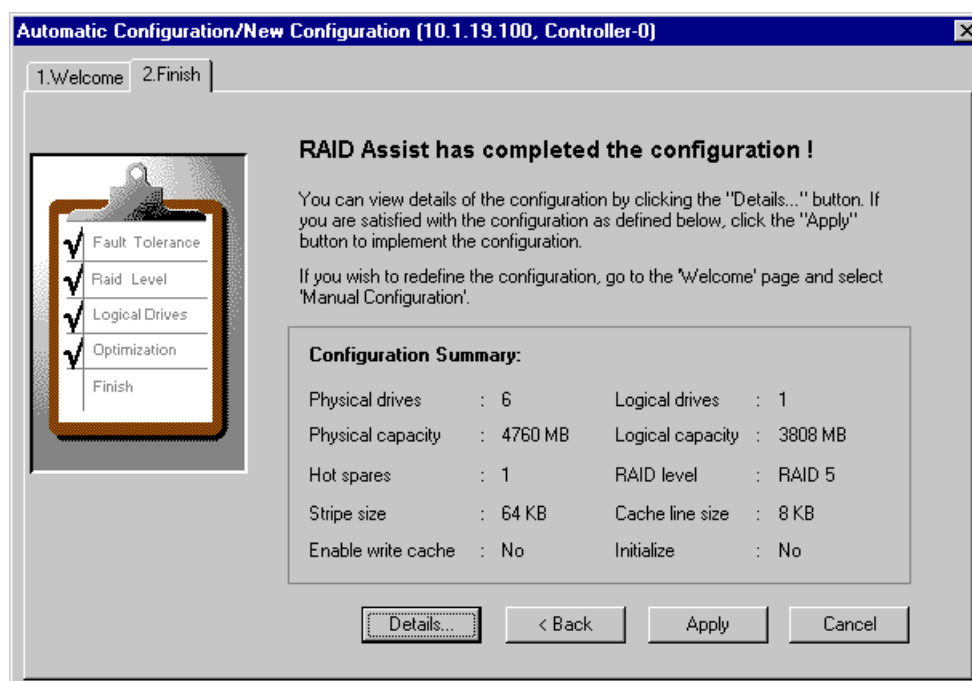 Automatic Configuration/New Configuration (10.1.19.100, Controller-0)
1.Welcome 2.Finish
Fault Tolerance
Raid Level
Logical Drives
Optimization
Finish
RAID Assist has completed the configuration !
You can view details of the configuration by clicking the "Details..." button. If
you are satisfied with the configuration as defined below, click the "Apply"
button to implement the configuration.
If you wish to redefine the configuration, go to the 'Welcome' page and select
'Manual Configuration'.
Configuration Summary:
Physical drives : 6 Logical drives : 1
Physical capacity : 4760 MB Logical capacity : 3808 MB
Hot spares : 1 RAID level : RAID 5
Stripe size : 64 KB Cache line size : 8 KB
Enable write cache : No Initialize : No
Details... < Back Apply Cancel